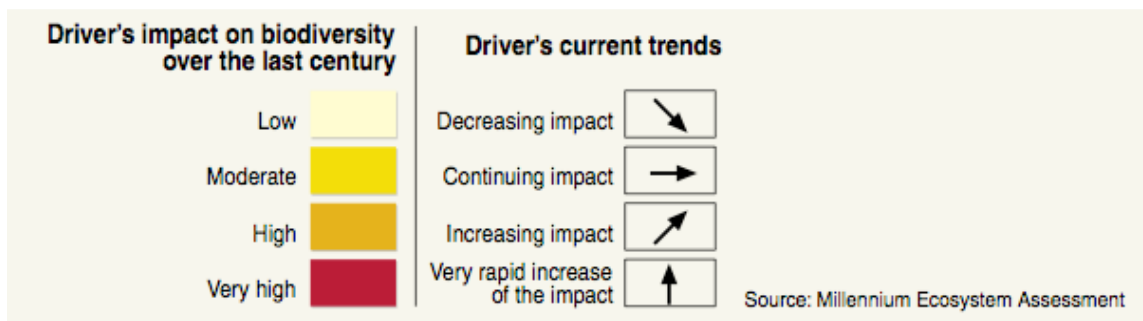 Driver's impact on biodiversity
over the last century
Low
Moderate
High
Very high
Driver's current trends
Decreasing impact
Continuing impact
Increasing impact
Very rapid increase
of the impact
Source: Millennium Ecosystem Assessment